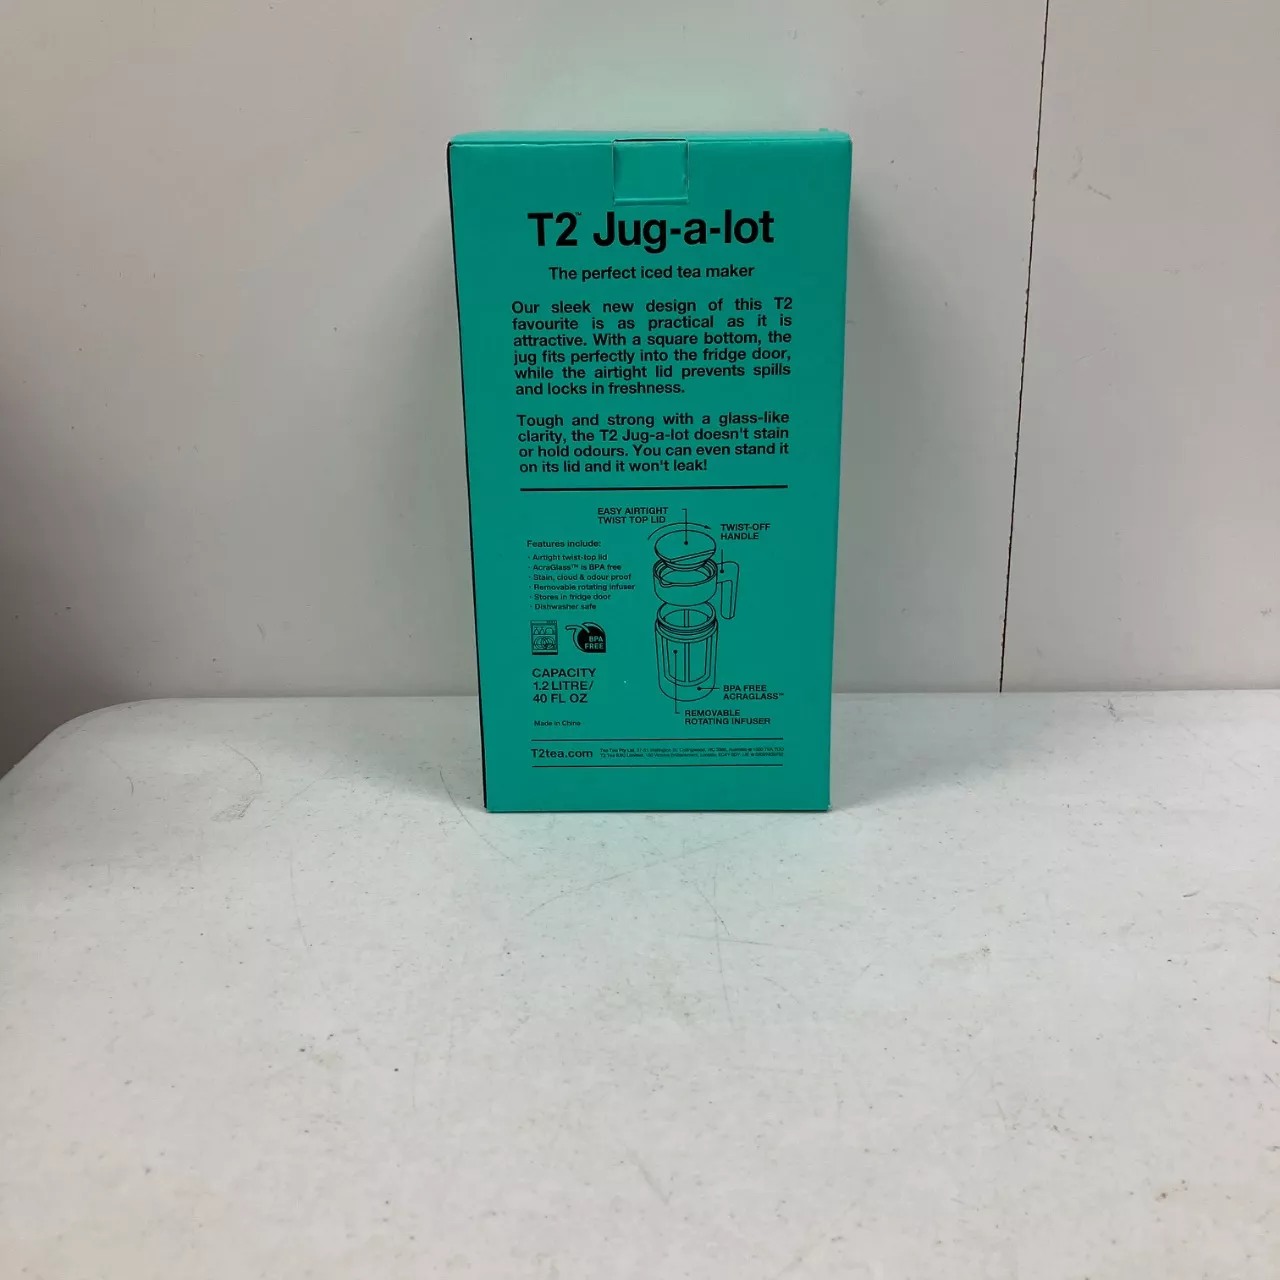 T2™ Jug-a-lot
The perfect iced tea maker
Our sleek new design of this T2
favourite is as practical as it is
attractive. With a square bottom, the
jug fits perfectly into the fridge door,
while the airtight lid prevents spills
and locks in freshness.
Tough and strong with a glass-like
clarity, the T2 Jug-a-lot doesn't stain
or hold odours. You can even stand it
on its lid and it won't leak!
EASY AIRTIGHT
TWIST TOP LID
TWIST-OFF
HANDLE
Features include:
· Airtight twist-top lid
· AcraGlass™ is BPA free
· Stain, cloud & odour proof
· Removable rotating infuser
· Stores in fridge door
· Dishwasher safe
BPA
FREE
CAPACITY
1.2 LITRE/
40 FL OZ
BPA FREE
ACRAGLASS™
REMOVABLE
ROTATING INFUSER
Made in China
T2tea.com